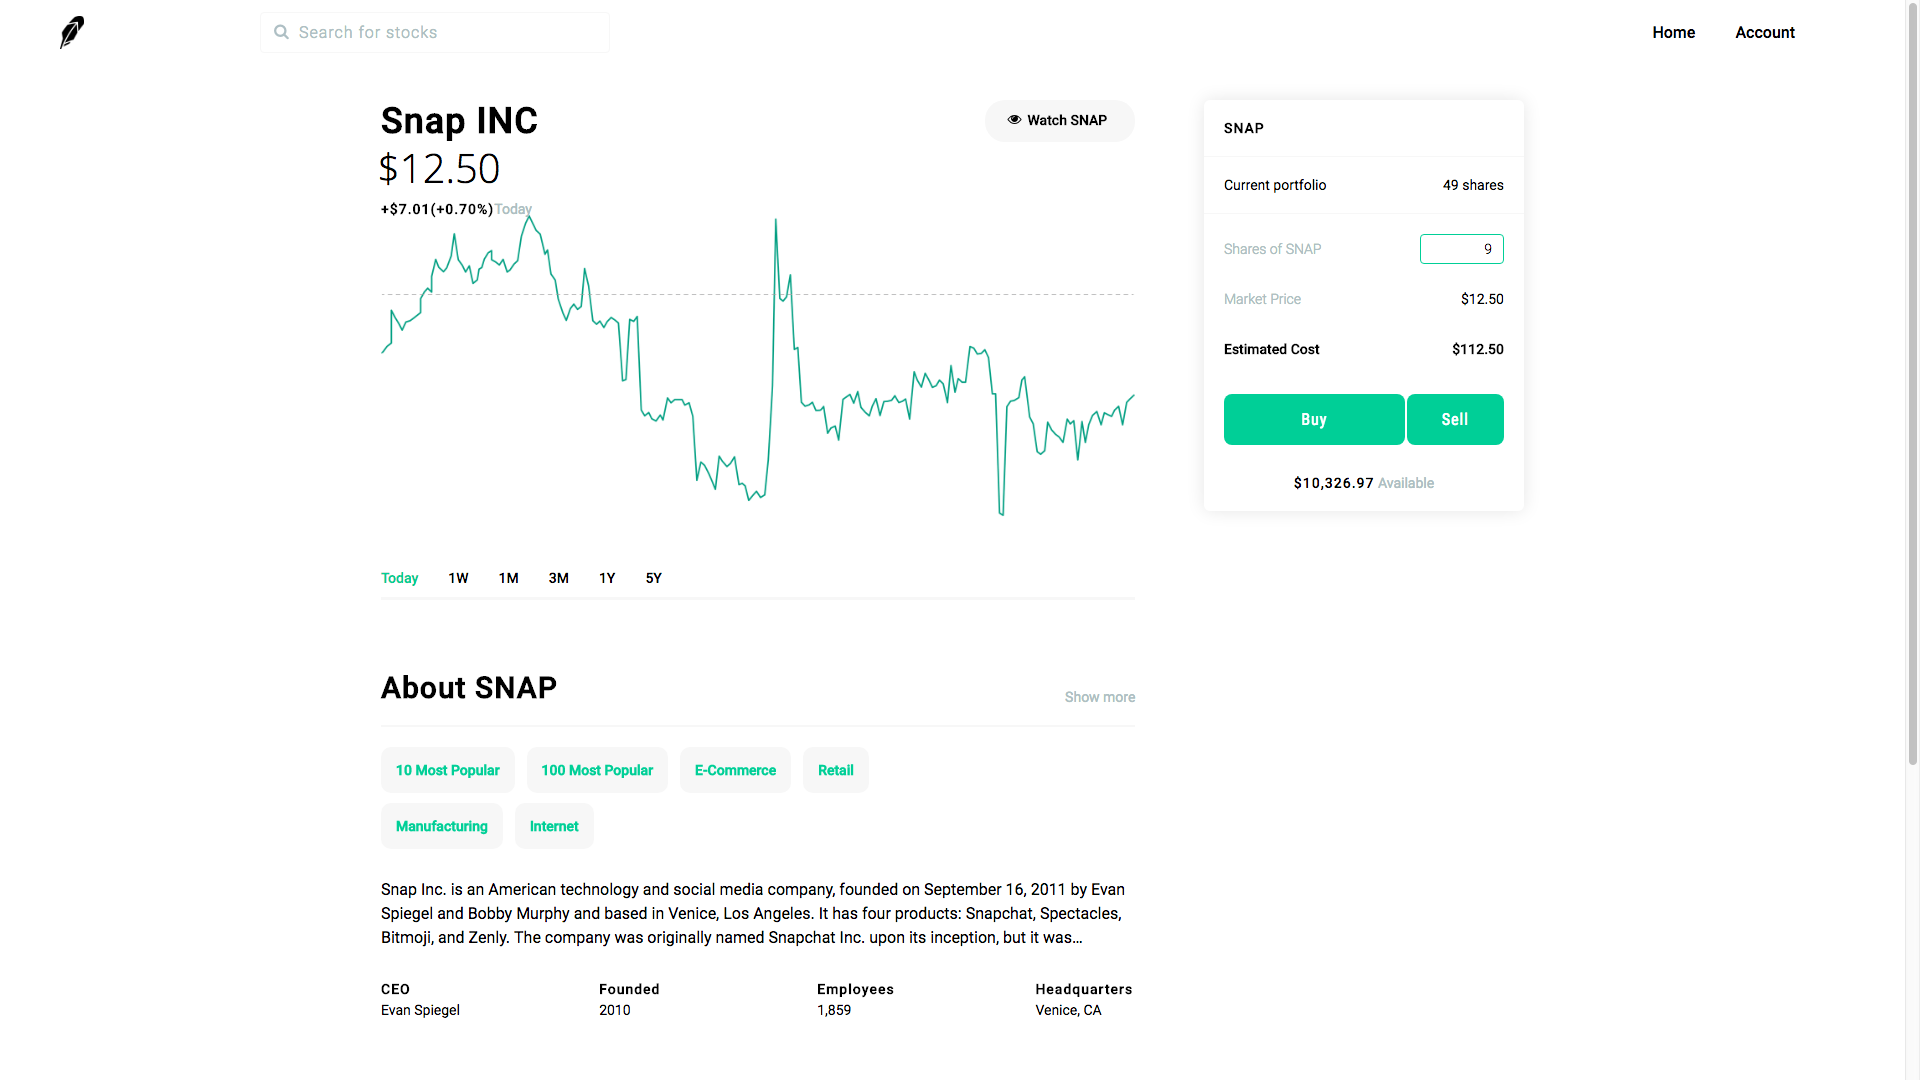 Search for stocks
Home
Account
Snap INC
Watch SNAP
$12.50
+$7.01(+0.70%)Today
Today
1W
1M
3M
1Y
5Y
SNAP
Current portfolio
49 shares
Shares of SNAP
9
Market Price
$12.50
Estimated Cost
$112.50
Buy
Sell
$10,326.97 Available
About SNAP
Show more
10 Most Popular
100 Most Popular
E-Commerce
Retail
Manufacturing
Internet
Snap Inc. is an American technology and social media company, founded on September 16, 2011 by Evan
Spiegel and Bobby Murphy and based in Venice, Los Angeles. It has four products: Snapchat, Spectacles,
Bitmoji, and Zenly. The company was originally named Snapchat Inc. upon its inception, but it was...
CEO
Evan Spiegel
Founded
2010
Employees
1,859
Headquarters
Venice, CA